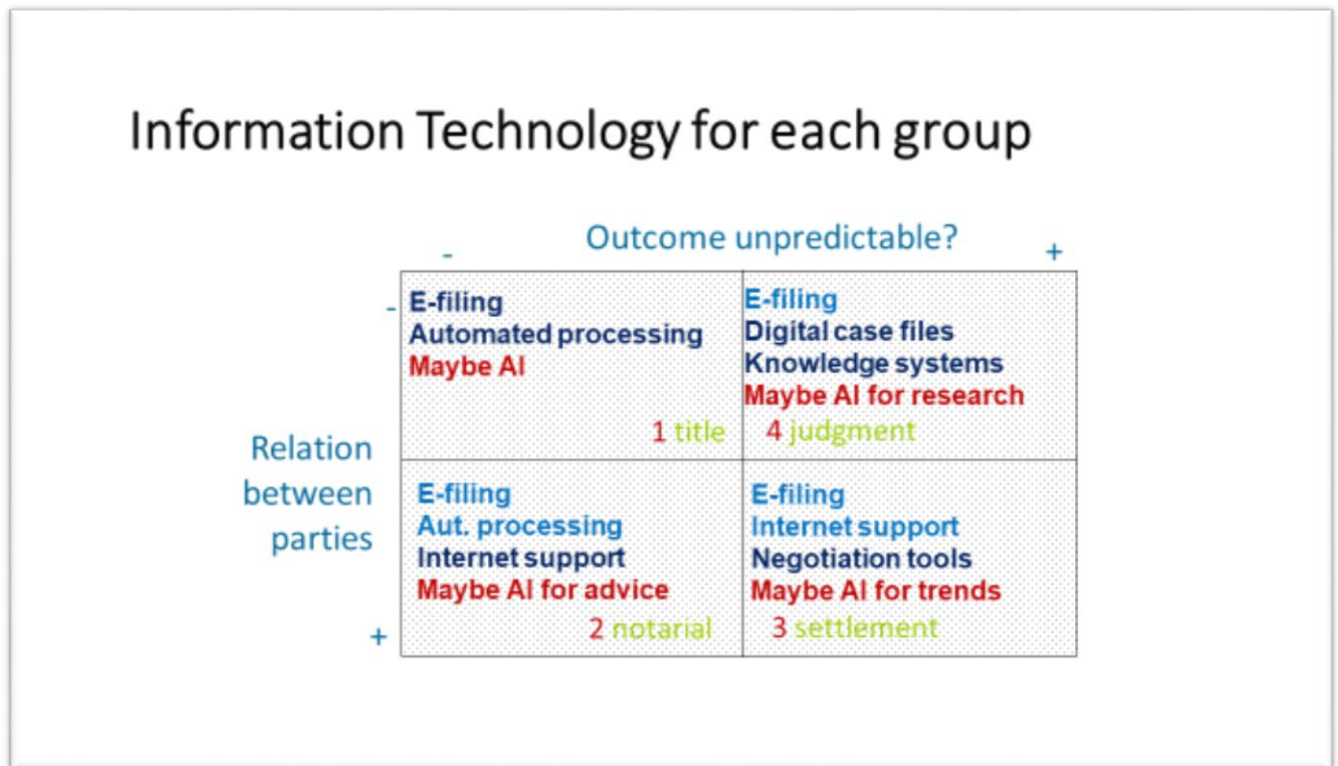 Information Technology for each group
Outcome unpredictable?
- +
- E-filing
Automated processing
Maybe AI
1 title
E-filing
Digital case files
Knowledge systems
Maybe AI for research
4 judgment
Relation
between
parties
+
E-filing
Aut. processing
Internet support
Maybe AI for advice
2 notarial
E-filing
Internet support
Negotiation tools
Maybe AI for trends
3 settlement